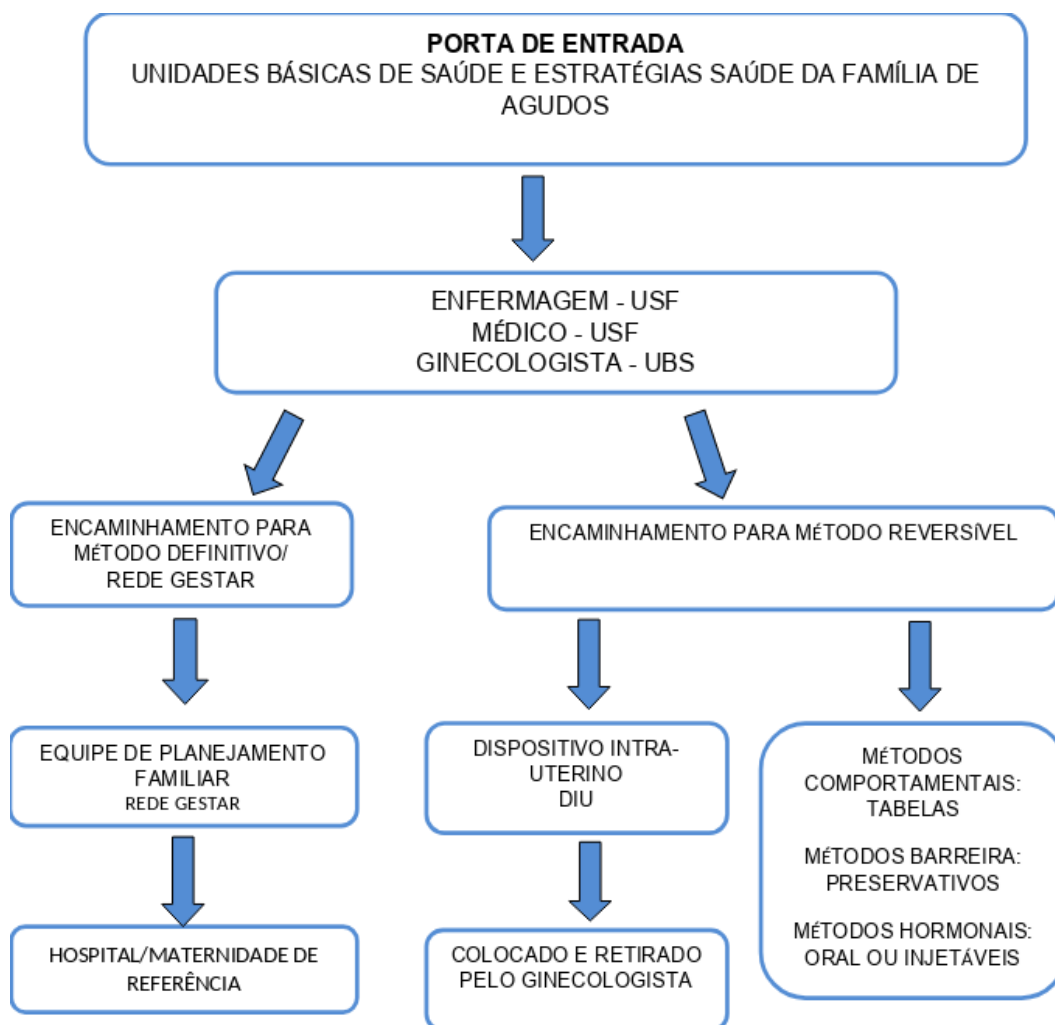 PORTA DE ENTRADA
UNIDADES BÁSICAS DE SAÚDE E ESTRATÉGIAS SAÚDE DA FAMÍLIA DE
AGUDOS
ENFERMAGEM - USF
MÉDICO - USF
GINECOLOGISTA - UBS
ENCAMINHAMENTO PARA
MÉTODO DEFINITIVO/
REDE GESTAR
ENCAMINHAMENTO PARA MÉTODO REVERSÍVEL
EQUIPE DE PLANEJAMENTO
FAMILIAR
REDE GESTAR
DISPOSITIVO INTRA-
UTERINO
DIU
MÉTODOS
COMPORTAMENTAIS:
TABELAS
MÉTODOS BARREIRA:
PRESERVATIVOS
MÉTODOS HORMONAIS:
ORAL OU INJETÁVEIS
HOSPITAL/MATERNIDADE DE
REFERÊNCIA
COLOCADO E RETIRADO
PELO GINECOLOGISTA